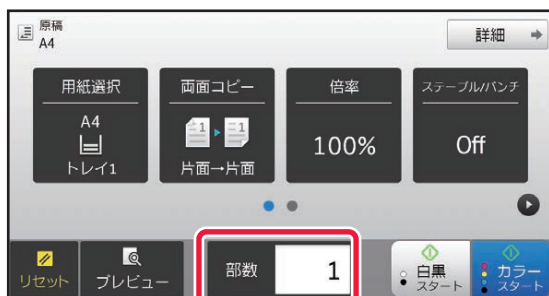 原稿
A4
詳細
用紙選択
A4
トレイ1
両面コピー
1
1
片面→片面
倍率
100%
ステープル/パンチ
Off
リセット
プレビュー
部数
1
白黒
スタート
カラー
スタート